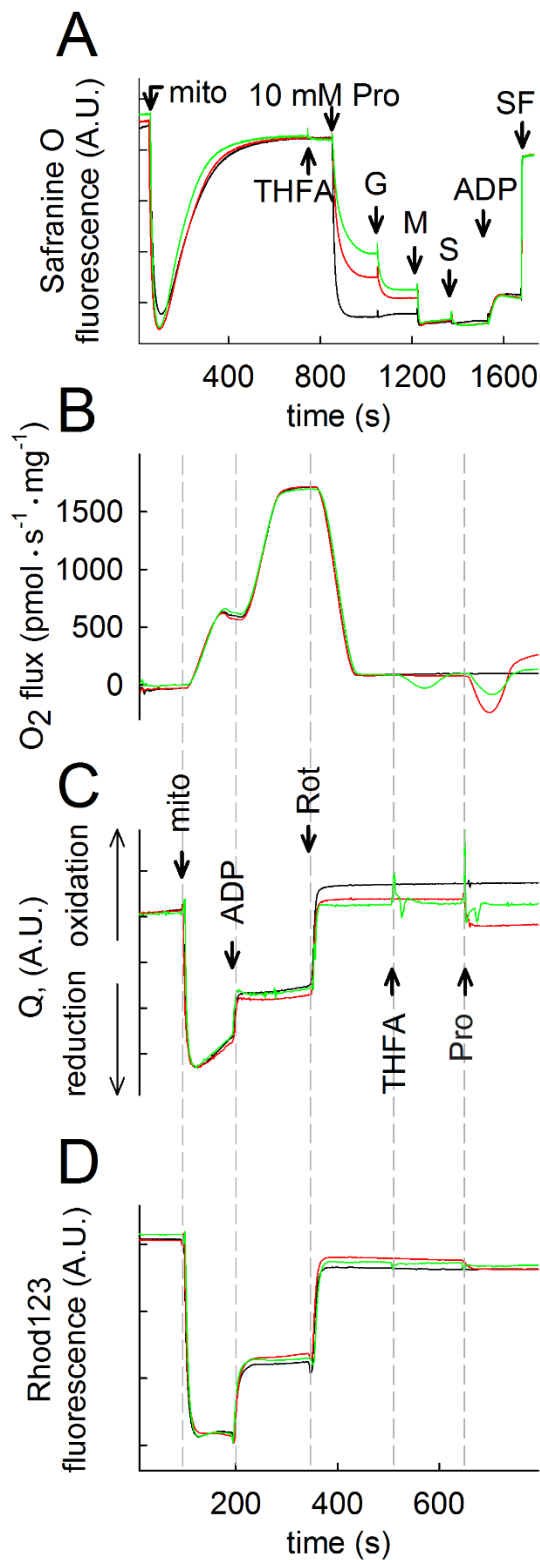 A
mito
10 mM Pro
SF
THFA
G
M
S
ADP
Safranine O
fluorescence (A.U.)
400
800
1200
1600
time (s)
B
1500
1000
500
0
O2 flux (pmol · s⁻¹ · mg⁻¹)
C
mito
ADP
Rot
THFA
Pro
Q, (A.U.)
reduction
oxidation
D
Rhod123
fluorescence (A.U.)
200
400
600
time (s)